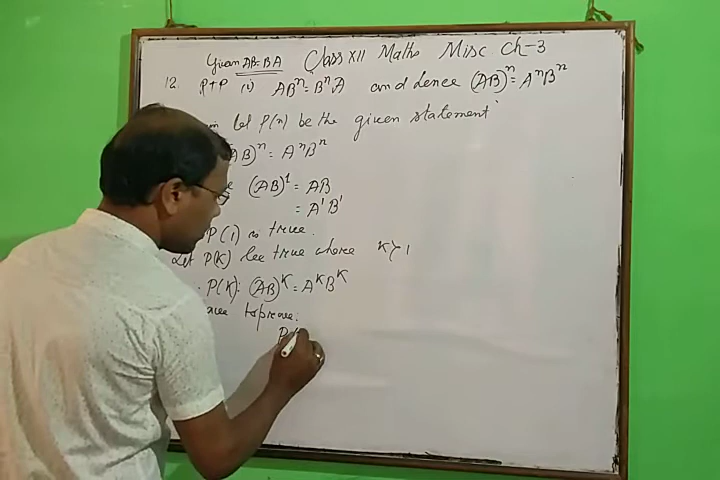 Given AB=BA Class XII Maths Misc Ch-3
12. P+P (i) ABⁿ=BⁿA and hence (AB)ⁿ=AⁿBⁿ
let P(n) be the given statement
AB)ⁿ = AⁿBⁿ
(AB)¹ = AB
= A¹B¹
P(1) is true.
Let P(K) be true where K>1
P(K): (AB)ᴷ = AᴷBᴷ
have to prove:
P(